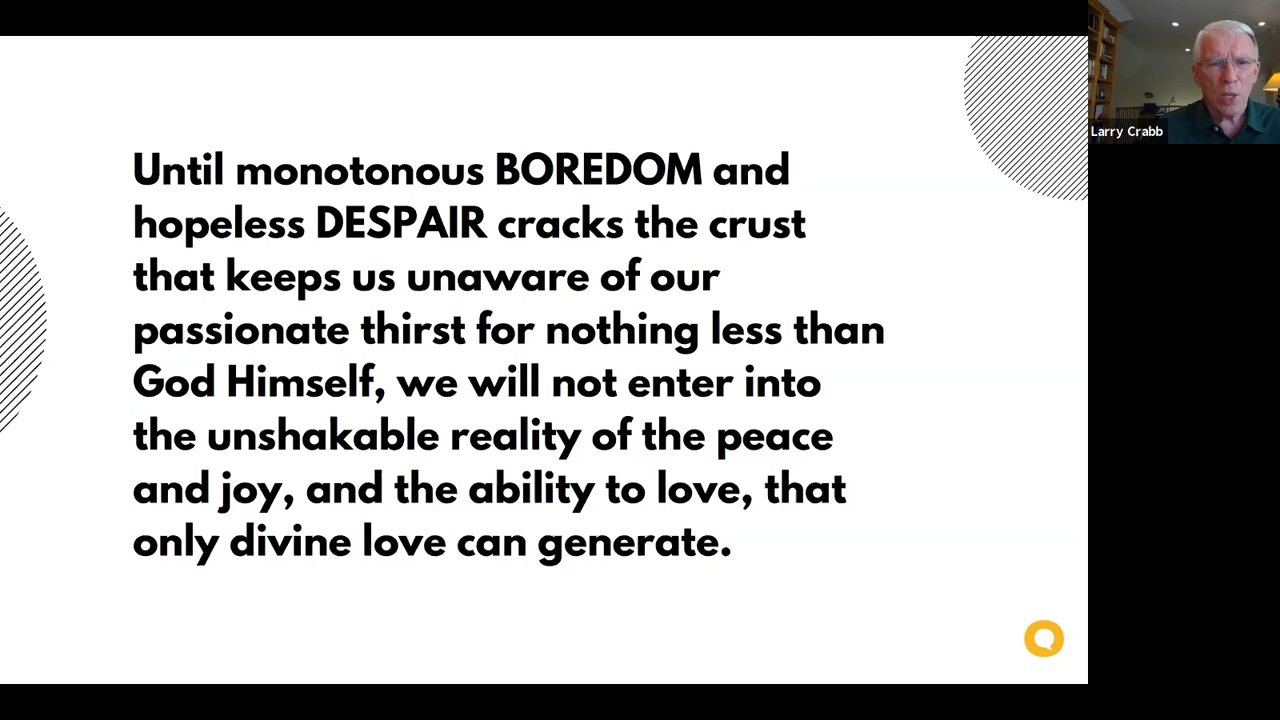 Until monotonous BOREDOM and
hopeless DESPAIR cracks the crust
that keeps us unaware of our
passionate thirst for nothing less than
God Himself, we will not enter into
the unshakable reality of the peace
and joy, and the ability to love, that
only divine love can generate.
Larry Crabb